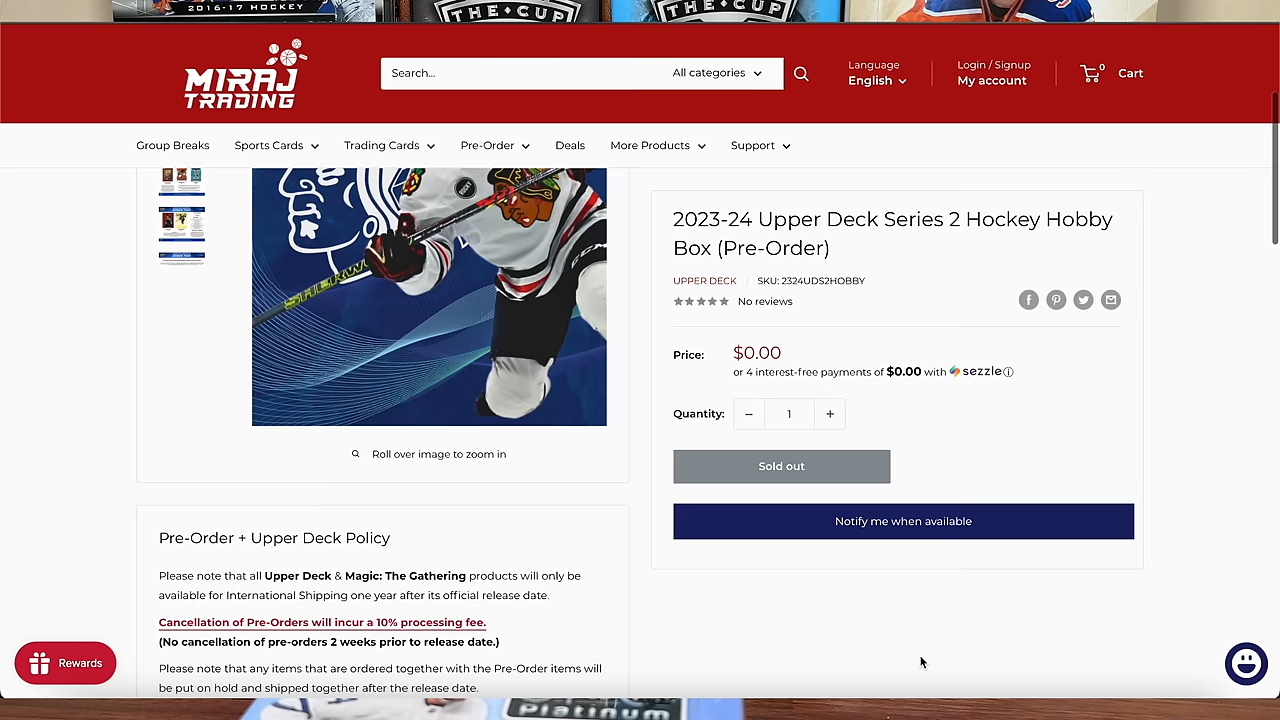 2016-17 HOCKEY
THE CUP
THE CUP
MIRAJ
TRADING
Search...
All categories
Language
English
Login / Signup
My account
0
Cart
Group Breaks
Sports Cards
Trading Cards
Pre-Order
Deals
More Products
Support
SHERW
2023-24 Upper Deck Series 2 Hockey Hobby
Box (Pre-Order)
UPPER DECK
SKU: 2324UDS2HOBBY
No reviews
Price:
$0.00
or 4 interest-free payments of $0.00 with sezzle
Quantity:
− 1 +
Sold out
Notify me when available
Roll over image to zoom in
Pre-Order + Upper Deck Policy
Please note that all Upper Deck & Magic: The Gathering products will only be
available for International Shipping one year after its official release date.
Cancellation of Pre-Orders will incur a 10% processing fee.
(No cancellation of pre-orders 2 weeks prior to release date.)
Please note that any items that are ordered together with the Pre-Order items will
be put on hold and shipped together after the release date.
Rewards
Platinum